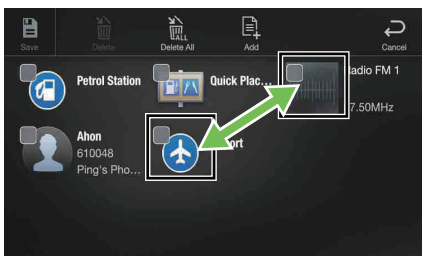 Save
Delete
ALL
Delete All
Add
Cancel
Petrol Station
Quick Plac...
adio FM 1
7.50MHz
Ahon
610048
Ping's Pho...
ort